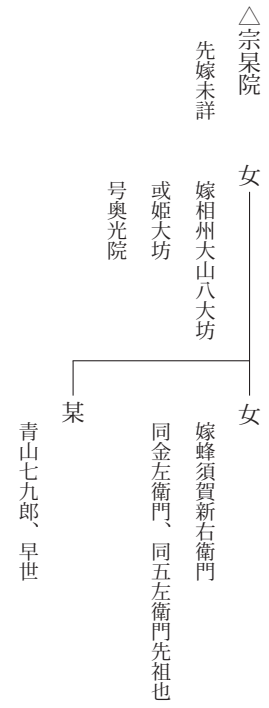 △宗杲院
先嫁未詳
女
嫁相州大山八大坊
或姫大坊
号奥光院
女
嫁蜂須賀新右衛門
同金左衛門、同五左衛門先祖也
某
青山七九郎、早世